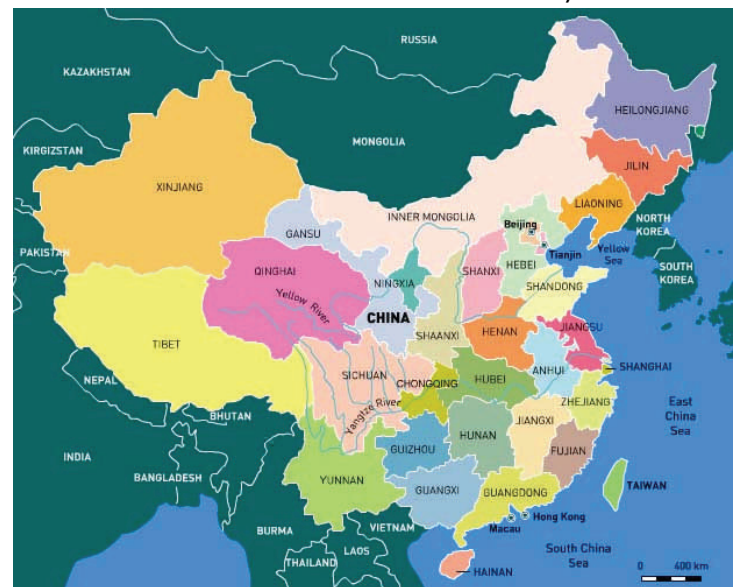 RUSSIA
KAZAKHSTAN
HEILONGJIANG
MONGOLIA
KIRGIZSTAN
JILIN
XINJIANG
LIAONING
INNER MONGOLIA
Beijing
NORTH
KOREA
GANSU
Yellow
Sea
Tianjin
PAKISTAN
QINGHAI
NINGXIA
SHANXI
HEBEI
SOUTH
KOREA
SHANDONG
Yellow River
CHINA
TIBET
SHAANXI
HENAN
JIANGSU
NEPAL
SICHUAN
CHONGQING
HUBEI
ANHUI
SHANGHAI
Yangtze River
ZHEJIANG
BHUTAN
East
China
Sea
JIANGXI
HUNAN
INDIA
GUIZHOU
FUJIAN
BANGLADESH
YUNNAN
GUANGXI
GUANGDONG
TAIWAN
Hong Kong
Macau
BURMA
VIETNAM
LAOS
South China
Sea
THAILAND
HAINAN
0 400 km